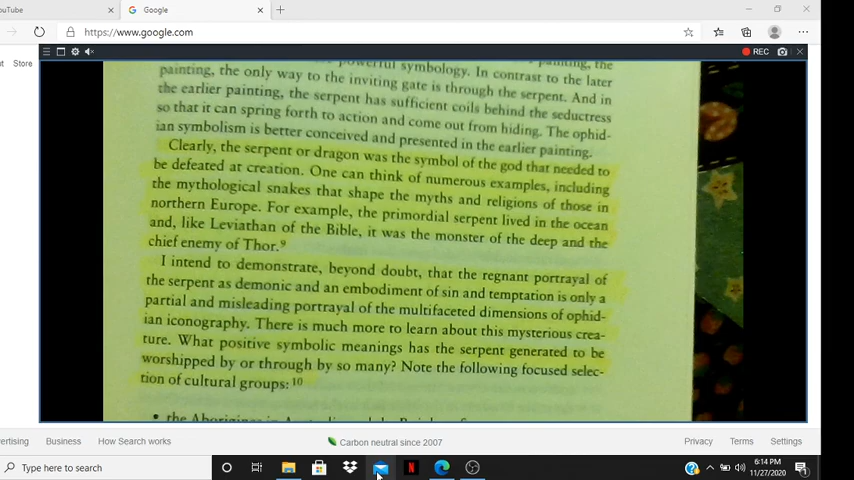 ouTube
Google
https://www.google.com
REC
ut Store
powerful symbology. In contrast to the later
painting, the only way to the inviting gate is through the serpent. And in
the earlier painting, the serpent has sufficient coils behind the seductress
so that it can spring forth to action and come out from hiding. The ophid-
ian symbolism is better conceived and presented in the earlier painting.
Clearly, the serpent or dragon was the symbol of the god that needed to
be defeated at creation. One can think of numerous examples, including
the mythological snakes that shape the myths and religions of those in
northern Europe. For example, the primordial serpent lived in the ocean
and, like Leviathan of the Bible, it was the monster of the deep and the
chief enemy of Thor.⁹
I intend to demonstrate, beyond doubt, that the regnant portrayal of
the serpent as demonic and an embodiment of sin and temptation is only a
partial and misleading portrayal of the multifaceted dimensions of ophid-
ian iconography. There is much more to learn about this mysterious crea-
ture. What positive symbolic meanings has the serpent generated to be
worshipped by or through by so many? Note the following focused selec-
tion of cultural groups:¹⁰
• the Aborigines in
ertising Business How Search works Carbon neutral since 2007 Privacy Terms Settings
Type here to search
6:14 PM
11/27/2020